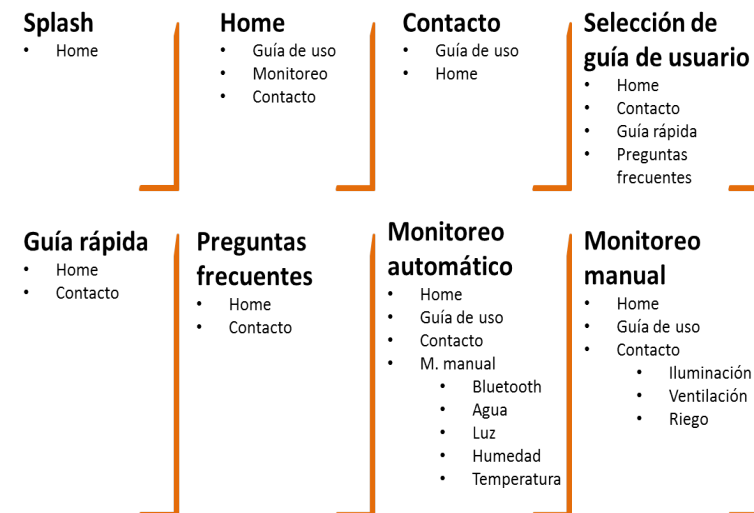 Splash
• Home
Home
• Guía de uso
• Monitoreo
• Contacto
Contacto
• Guía de uso
• Home
Selección de
guía de usuario
• Home
• Contacto
• Guía rápida
• Preguntas
frecuentes
Guía rápida
• Home
• Contacto
Preguntas
frecuentes
• Home
• Contacto
Monitoreo
automático
• Home
• Guía de uso
• Contacto
• M. manual
• Bluetooth
• Agua
• Luz
• Humedad
• Temperatura
Monitoreo
manual
• Home
• Guía de uso
• Contacto
• Iluminación
• Ventilación
• Riego